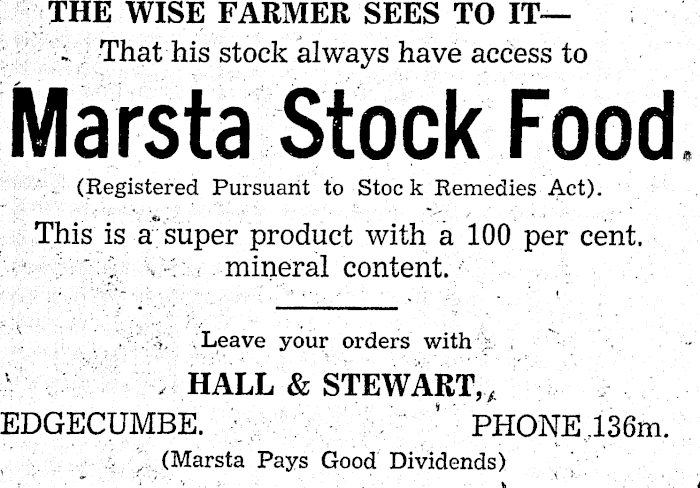 THE WISE FARMER SEES TO IT—
That his stock always have access to
Marsta Stock Food.
(Registered Pursuant to Stoc k Remedies Act).
This is a super product with a 100 per cent.
mineral content.
Leave your orders with
HALL & STEWART,
EDGECUMBE. PHONE 136m.
(Marsta Pays Good Dividends)